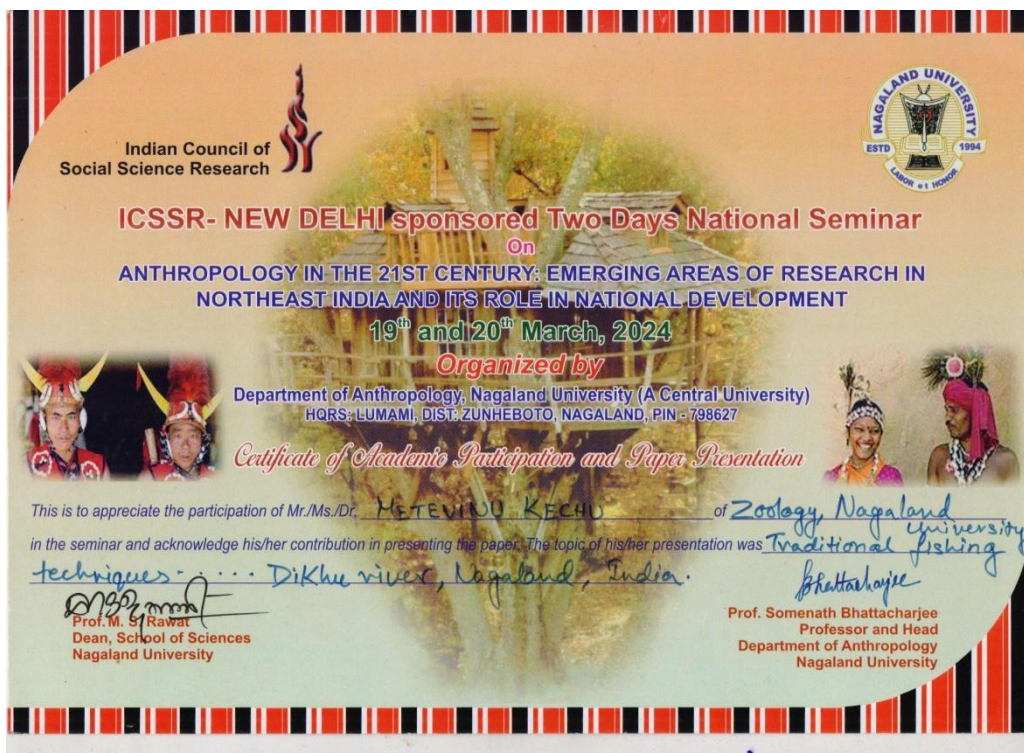 Indian Council of
Social Science Research
NAGALAND UNIVERSITY
ESTD 1994
LABOR et HONOR
ICSSR- NEW DELHI sponsored Two Days National Seminar
On
ANTHROPOLOGY IN THE 21ST CENTURY: EMERGING AREAS OF RESEARCH IN
NORTHEAST INDIA AND ITS ROLE IN NATIONAL DEVELOPMENT
19th and 20th March, 2024
Organized by
Department of Anthropology, Nagaland University (A Central University)
HQRS: LUMAMI, DIST: ZUNHEBOTO, NAGALAND, PIN - 798627
Certificate of Academic Participation and Paper Presentation
This is to appreciate the participation of Mr./Ms./Dr. METEVINU KECHU of Zoology, Nagaland University
in the seminar and acknowledge his/her contribution in presenting the paper. The topic of his/her presentation was Traditional fishing
techniques - . . . . Dikhu river, Nagaland, India.
Bhattacharjee
Prof. M. S. Rawat
Dean, School of Sciences
Nagaland University
Prof. Somenath Bhattacharjee
Professor and Head
Department of Anthropology
Nagaland University